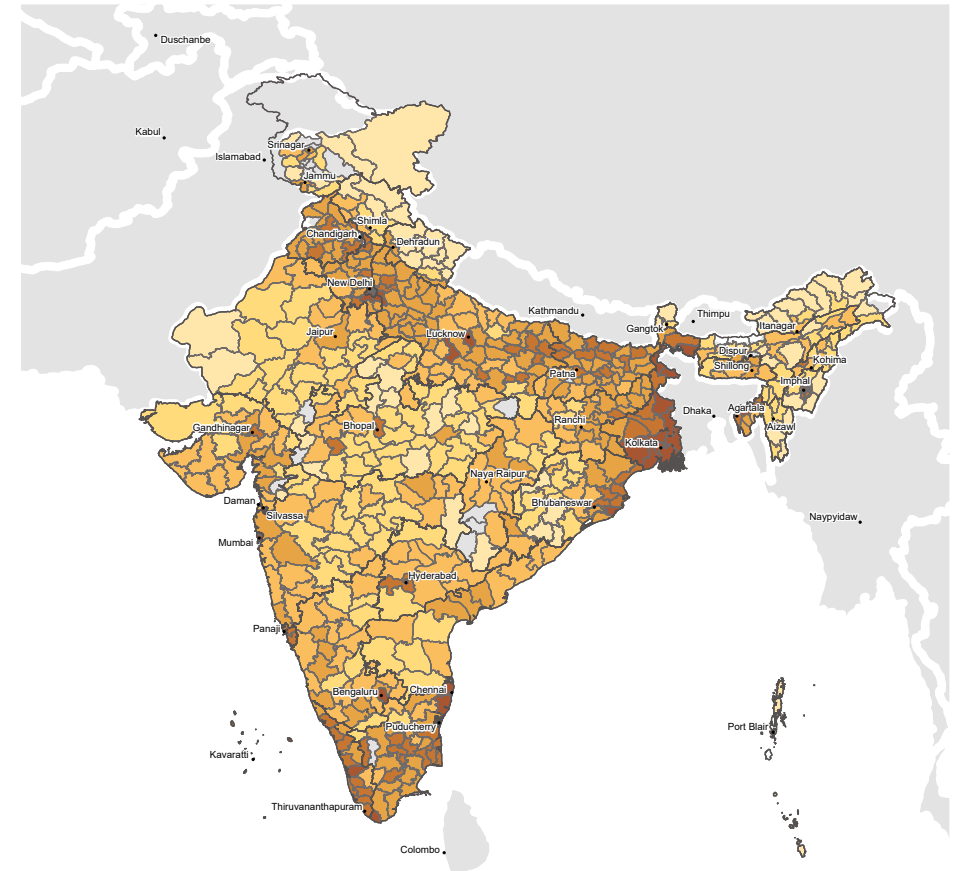 Duschanbe
Kabul
Srinagar
Islamabad
Jammu
Shimla
Chandigarh
Dehradun
New Delhi
Kathmandu
Thimpu
Gangtok
Itanagar
Jaipur
Lucknow
Dispur
Kohima
Shillong
Patna
Imphal
Dhaka
Agartala
Gandhinagar
Bhopal
Ranchi
Aizawl
Kolkata
Naya Raipur
Daman
Bhubaneswar
Silvassa
Naypyidaw
Mumbai
Hyderabad
Panaji
Bengaluru
Chennai
Puducherry
Port Blair
Kavaratti
Thiruvananthapuram
Colombo